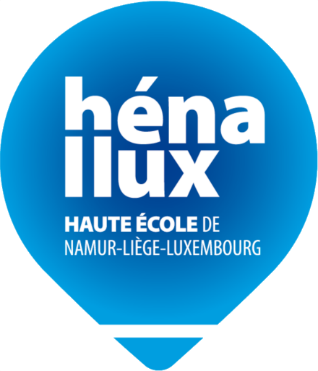 héna
llux
HAUTE ÉCOLE DE
NAMUR-LIÈGE-LUXEMBOURG